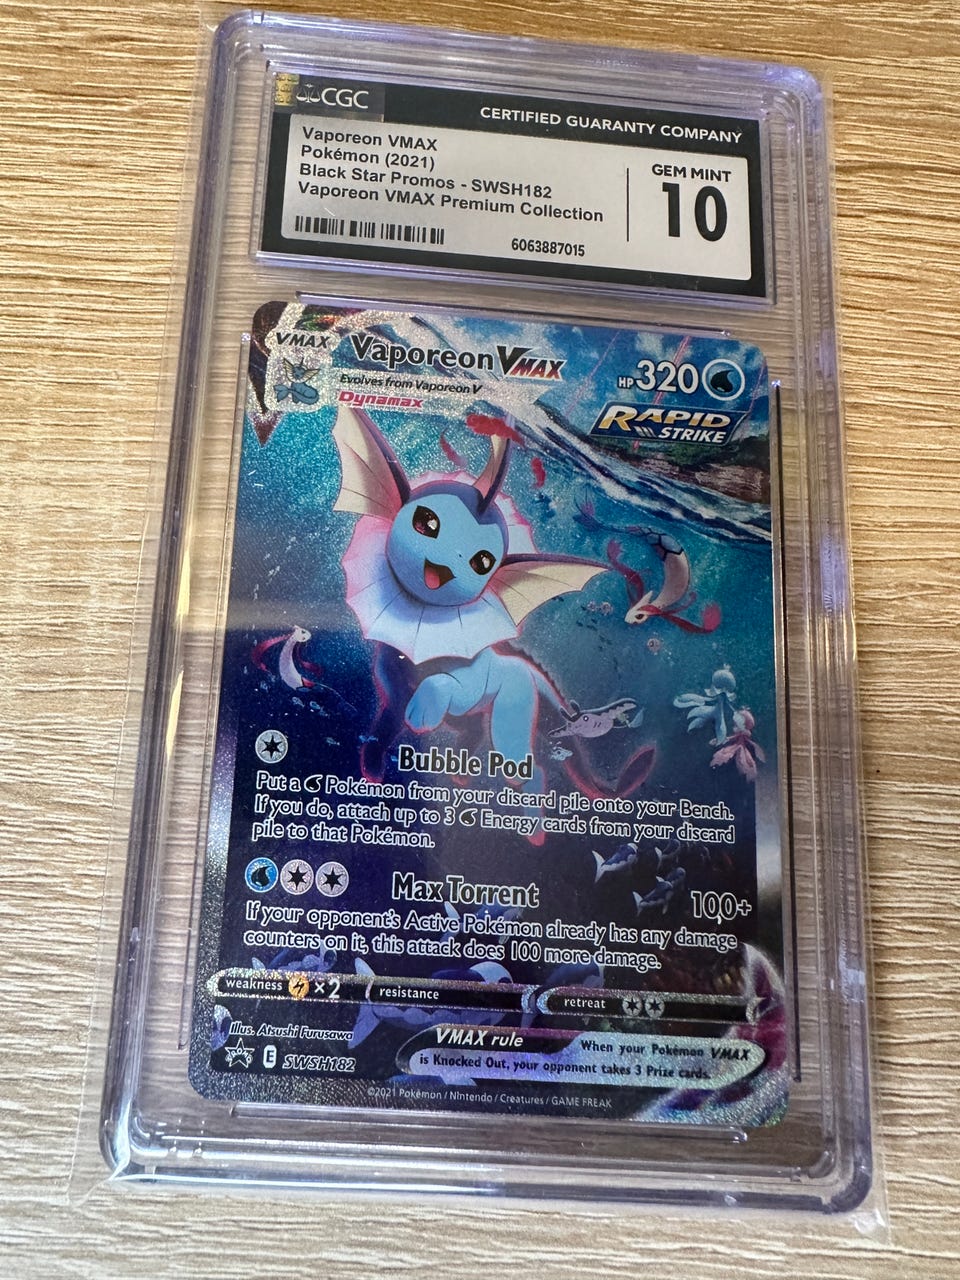 CGC
CERTIFIED GUARANTY COMPANY
Vaporeon VMAX
Pokémon (2021)
Black Star Promos - SWSH182
Vaporeon VMAX Premium Collection
GEM MINT
10
6063887015
VMAX
Vaporeon VMAX
HP 320
Evolves from Vaporeon V
Dynamax
RAPID
STRIKE
Bubble Pod
Put a Pokémon from your discard pile onto your Bench.
If you do, attach up to 3 Energy cards from your discard
pile to that Pokémon.
Max Torrent
100+
If your opponent's Active Pokémon already has any damage
counters on it, this attack does 100 more damage.
weakness ×2 resistance retreat
Illus. Atsushi Furusawa
PROMO E SWSH182
VMAX rule
When your Pokémon VMAX
is Knocked Out, your opponent takes 3 Prize cards.
©2021 Pokémon / Nintendo / Creatures / GAME FREAK